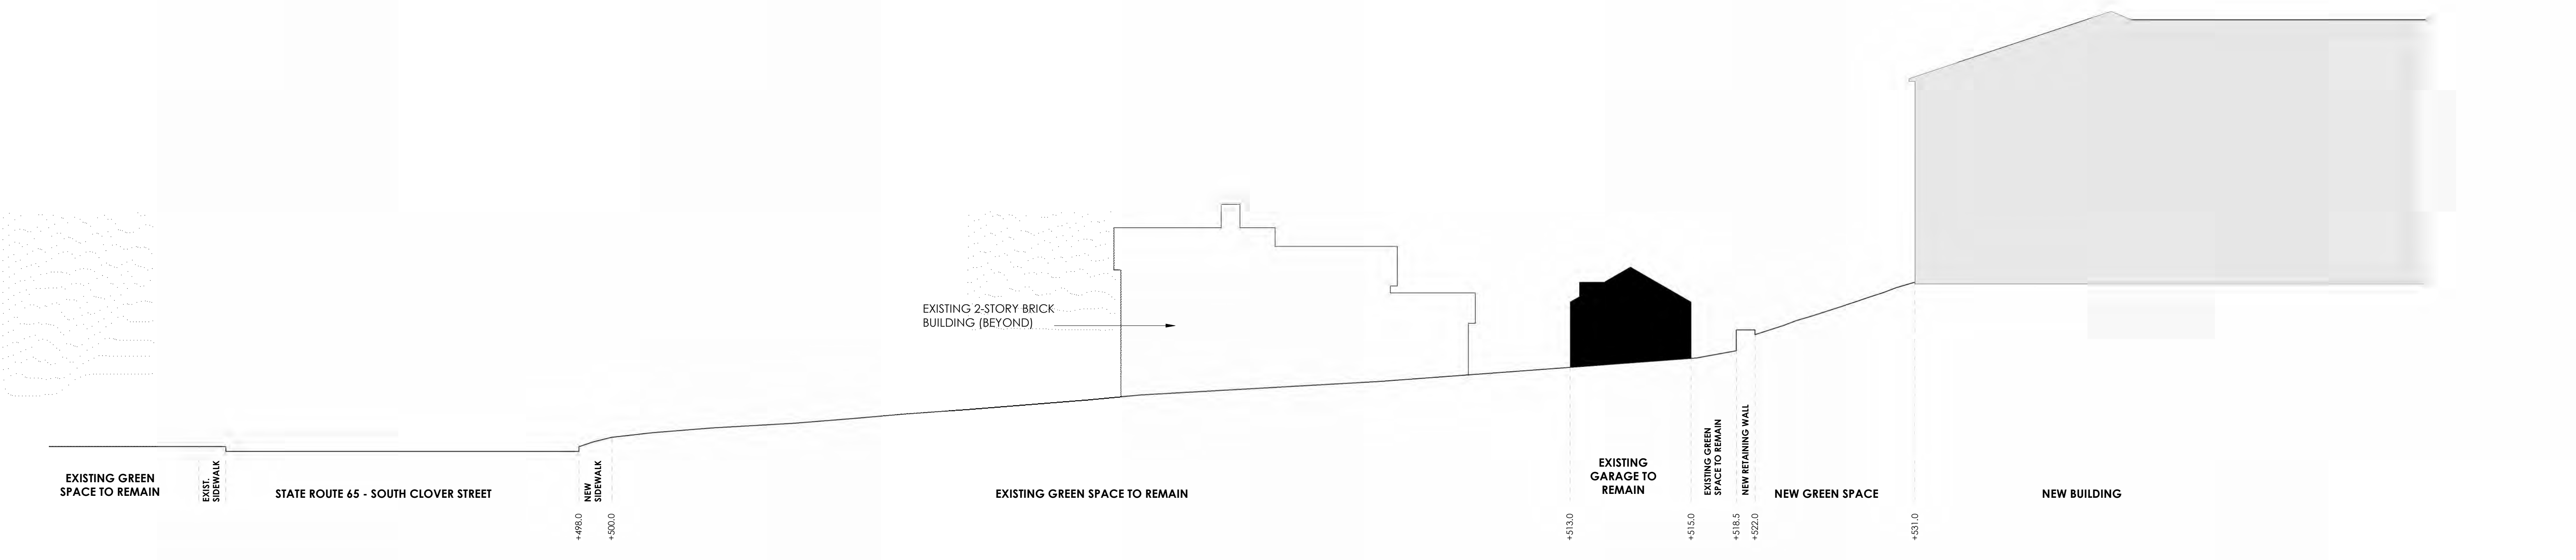 EXISTING 2-STORY BRICK
BUILDING (BEYOND)
EXISTING GREEN
SPACE TO REMAIN
EXIST.
SIDEWALK
STATE ROUTE 65 - SOUTH CLOVER STREET
NEW
SIDEWALK
EXISTING GREEN SPACE TO REMAIN
EXISTING
GARAGE TO
REMAIN
EXISTING GREEN
SPACE TO REMAIN
NEW RETAINING WALL
NEW GREEN SPACE
NEW BUILDING
+498.0
+500.0
+513.0
+515.0
+518.5
+522.0
+531.0